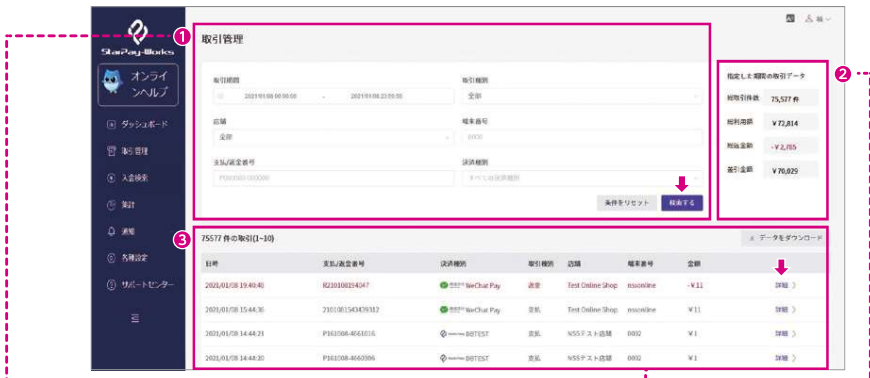 StarPay-Works
オンラインヘルプ
ダッシュボード
取引管理
入金検索
集計
通知
各種設定
サポートセンター
1
取引管理
取引期間
取引種別
2021/01/08 00:00:00 - 2021/01/08 23:59:59
全部
店舗
端末番号
全部
0000
支払/返金番号
決済種別
すべての決済種別
条件をリセット
検索する
2
指定した期間の取引データ
総取引件数 75,577 件
総利用額 ¥72,814
総返金額 -¥2,785
差引金額 ¥70,029
3
75577 件の取引(1~10)
データをダウンロード
日時 支払/返金番号 決済種別 取引種別 店舗 端末番号 金額
2021/01/08 19:40:46 R230108194047 WeChat Pay 返金 Test Online Shop nssonline -¥11 詳細
2021/01/08 15:44:36 2101081543439312 WeChat Pay 支払 Test Online Shop nssonline ¥11 詳細
2021/01/08 14:44:21 P161008-4661016 DBTEST 支払 NSSテスト店舗 0002 ¥1 詳細
2021/01/08 14:44:20 P161008-4660306 DBTEST 支払 NSSテスト店舗 0002 ¥1 詳細